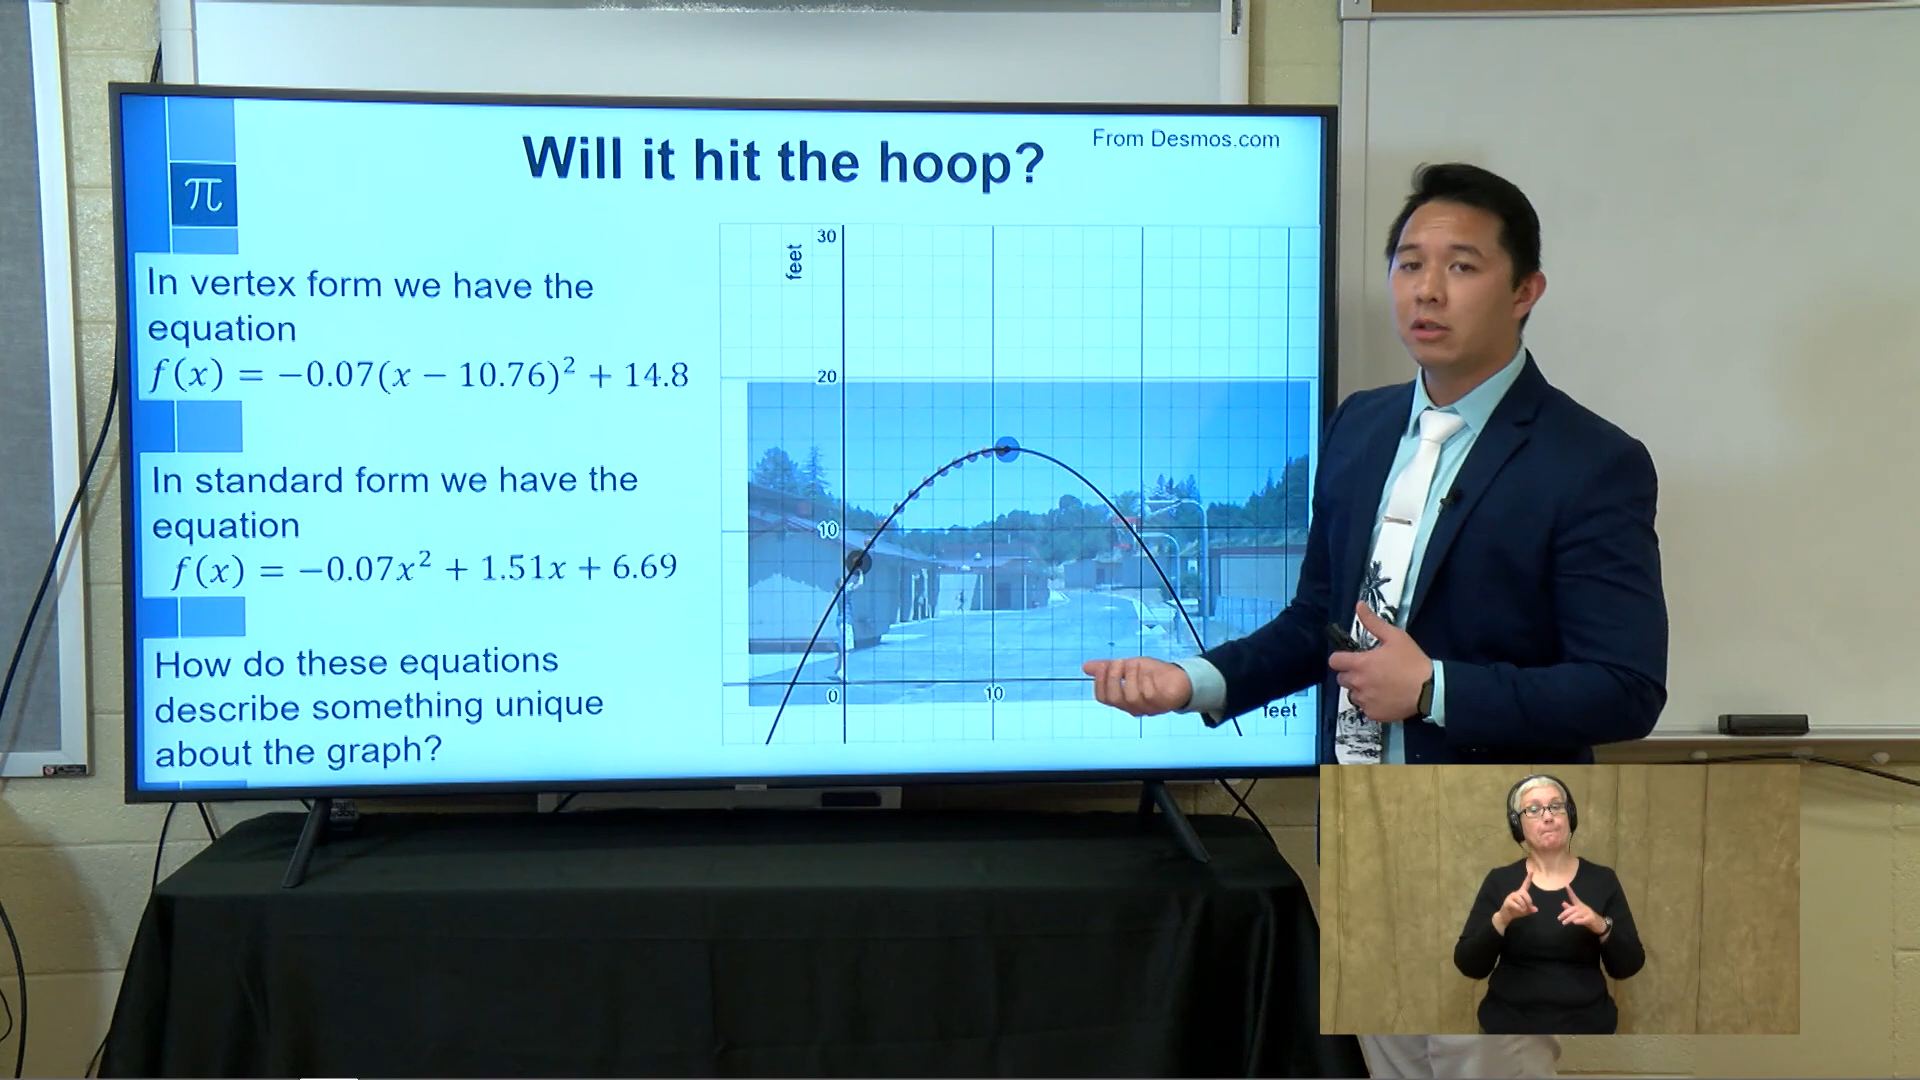 Will it hit the hoop?
From Desmos.com
π
In vertex form we have the
equation
f(x) = −0.07(x − 10.76)² + 14.8
In standard form we have the
equation
f(x) = −0.07x² + 1.51x + 6.69
How do these equations
describe something unique
about the graph?
30
feet
20
10
0
10
feet